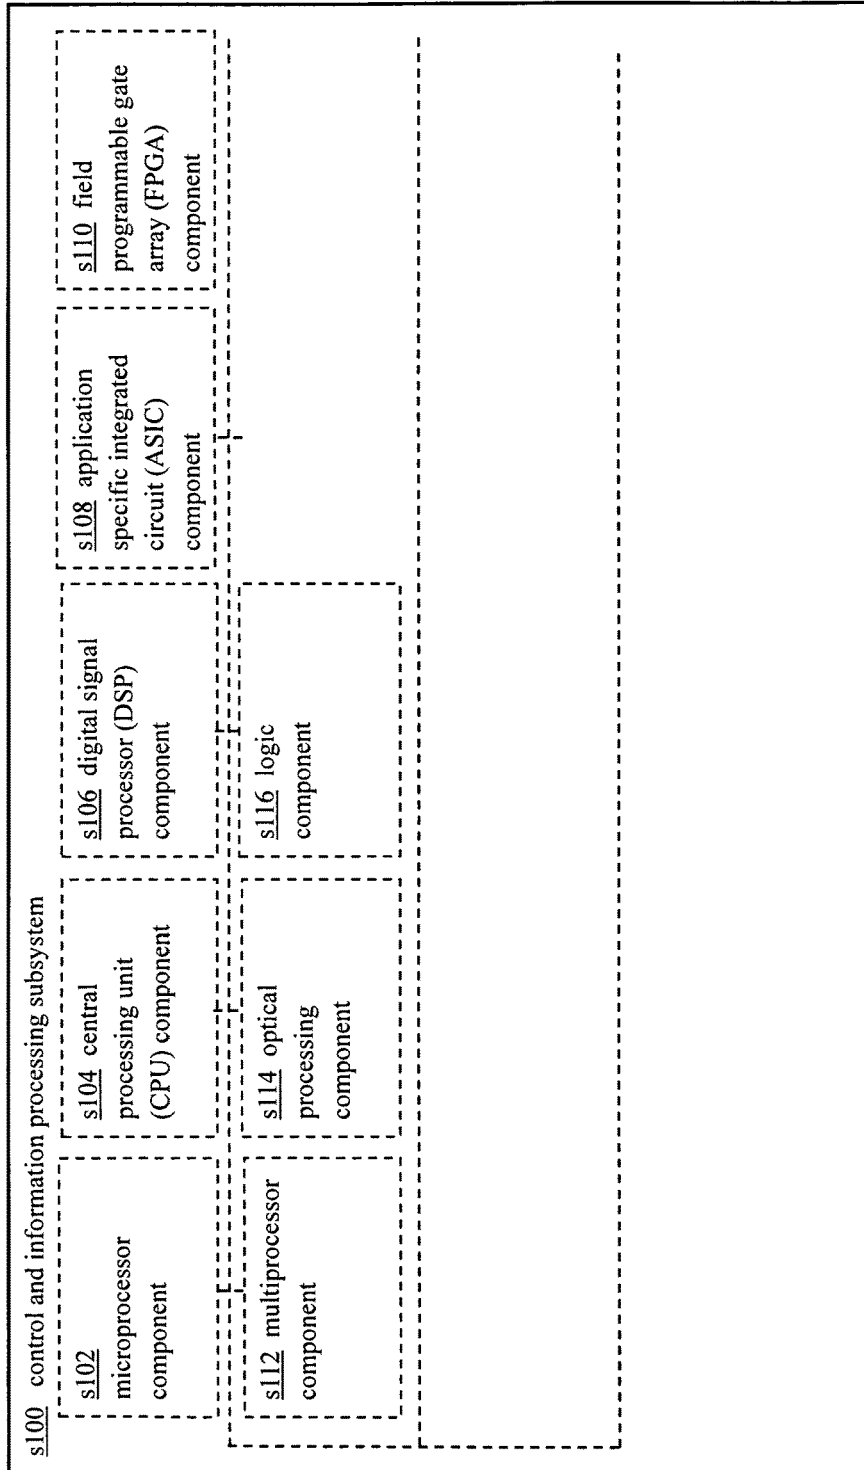 s100 control and information processing subsystem
s102
microprocessor
component
s104 central
processing unit
(CPU) component
s106 digital signal
processor (DSP)
component
s108 application
specific integrated
circuit (ASIC)
component
s110 field
programmable gate
array (FPGA)
component
s112 multiprocessor
component
s114 optical
processing
component
s116 logic
component